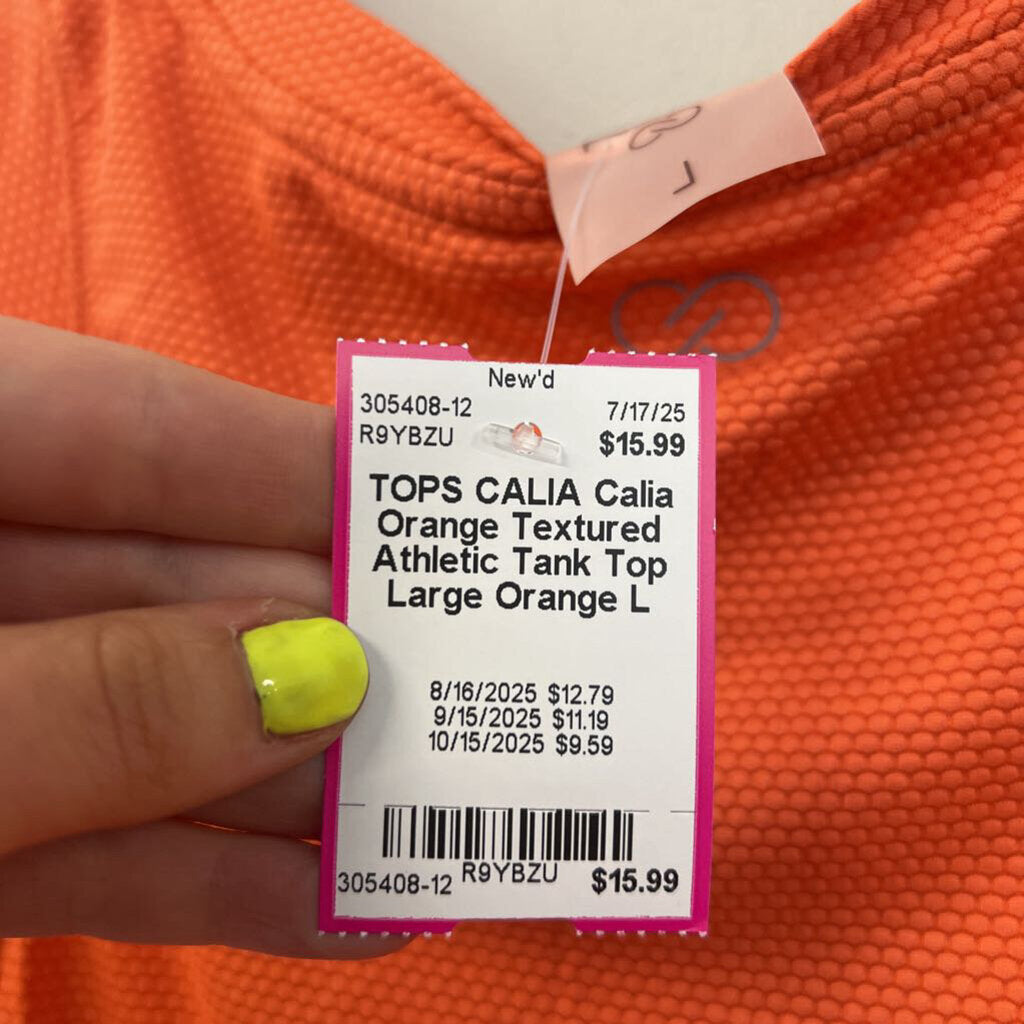 L
New'd
305408-12 7/17/25
R9YBZU $15.99
TOPS CALIA Calia
Orange Textured
Athletic Tank Top
Large Orange L
8/16/2025 $12.79
9/15/2025 $11.19
10/15/2025 $9.59
305408-12 R9YBZU $15.99